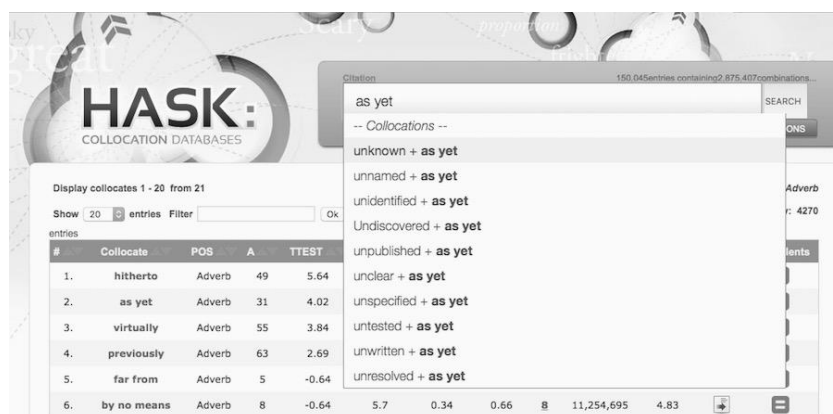 ky
great
Scary
proportion
HASK:
COLLOCATION DATABASES
Citation
150.045entries containing2.875.407combinations...
as yet
SEARCH
-- Collocations --
ONS
unknown + as yet
unnamed + as yet
unidentified + as yet
Undiscovered + as yet
unpublished + as yet
unclear + as yet
unspecified + as yet
untested + as yet
unwritten + as yet
unresolved + as yet
Display collocates 1 - 20 from 21
Adverb
Show 20 entries Filter Ok
y: 4270
entries
# Collocate POS A TTEST lents
1. hitherto Adverb 49 5.64
2. as yet Adverb 31 4.02
3. virtually Adverb 55 3.84
4. previously Adverb 63 2.69
5. far from Adverb 5 -0.64
6. by no means Adverb 8 -0.64 5.7 0.34 0.66 8 11,254,695 4.83